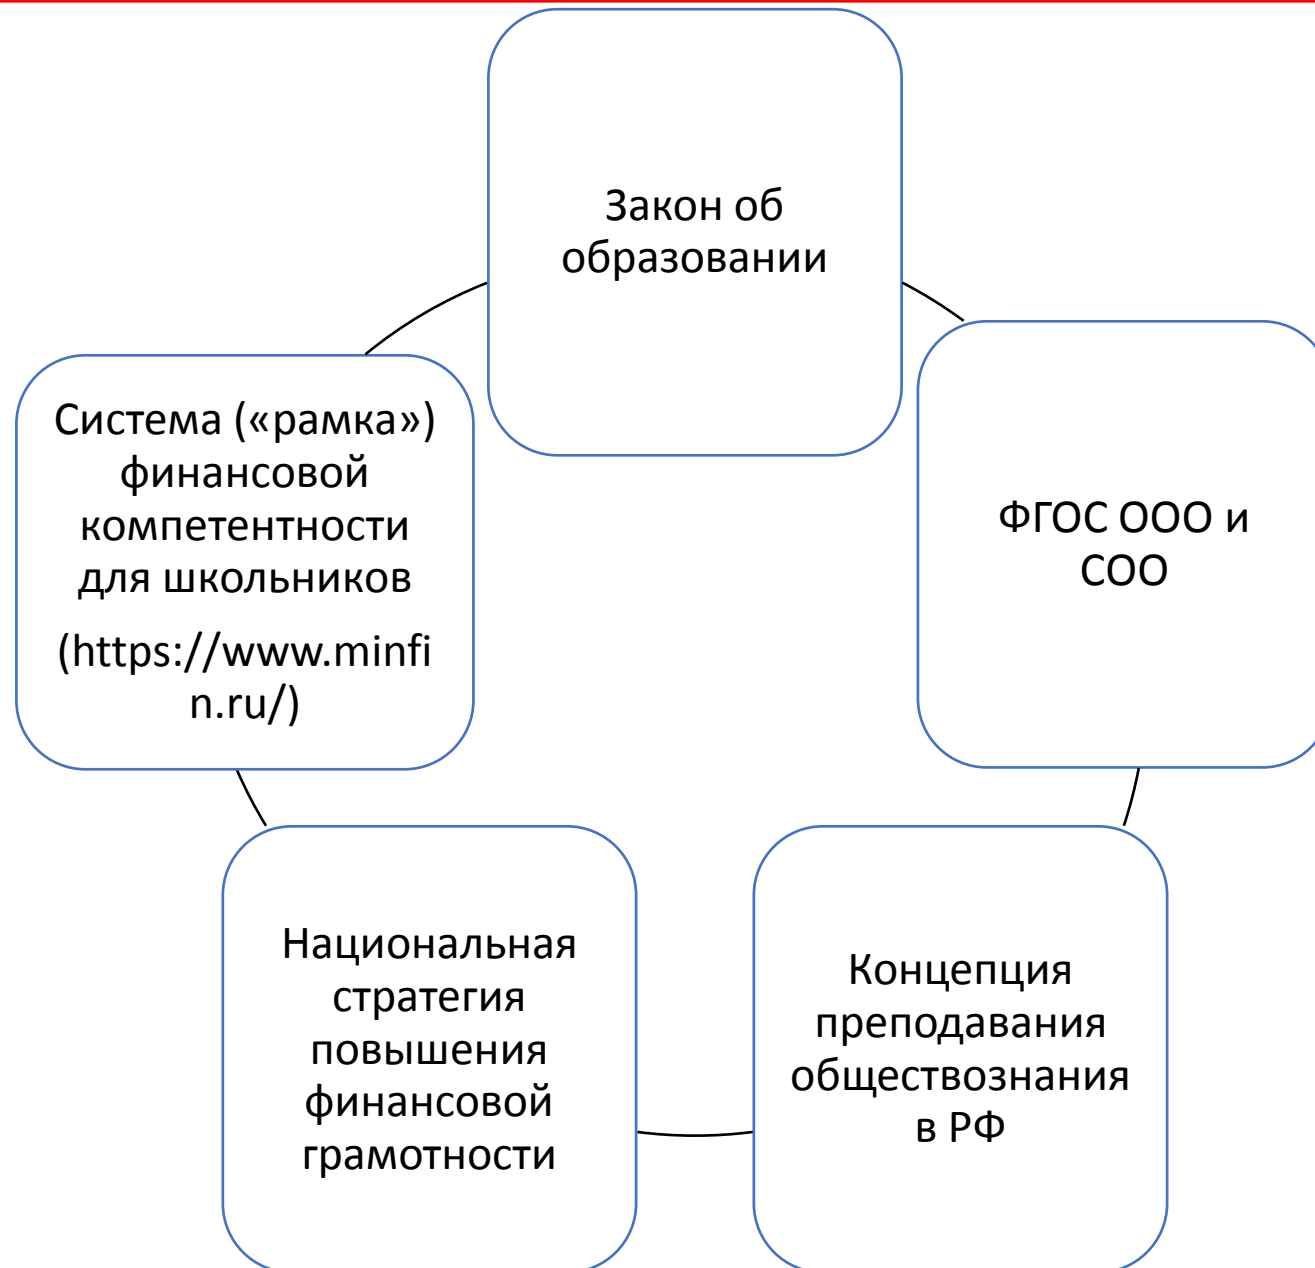 Закон об
образовании
ФГОС ООО и
СОО
Концепция
преподавания
обществознания
в РФ
Национальная
стратегия
повышения
финансовой
грамотности
Система («рамка»)
финансовой
компетентности
для школьников
(https://www.minfi
n.ru/)